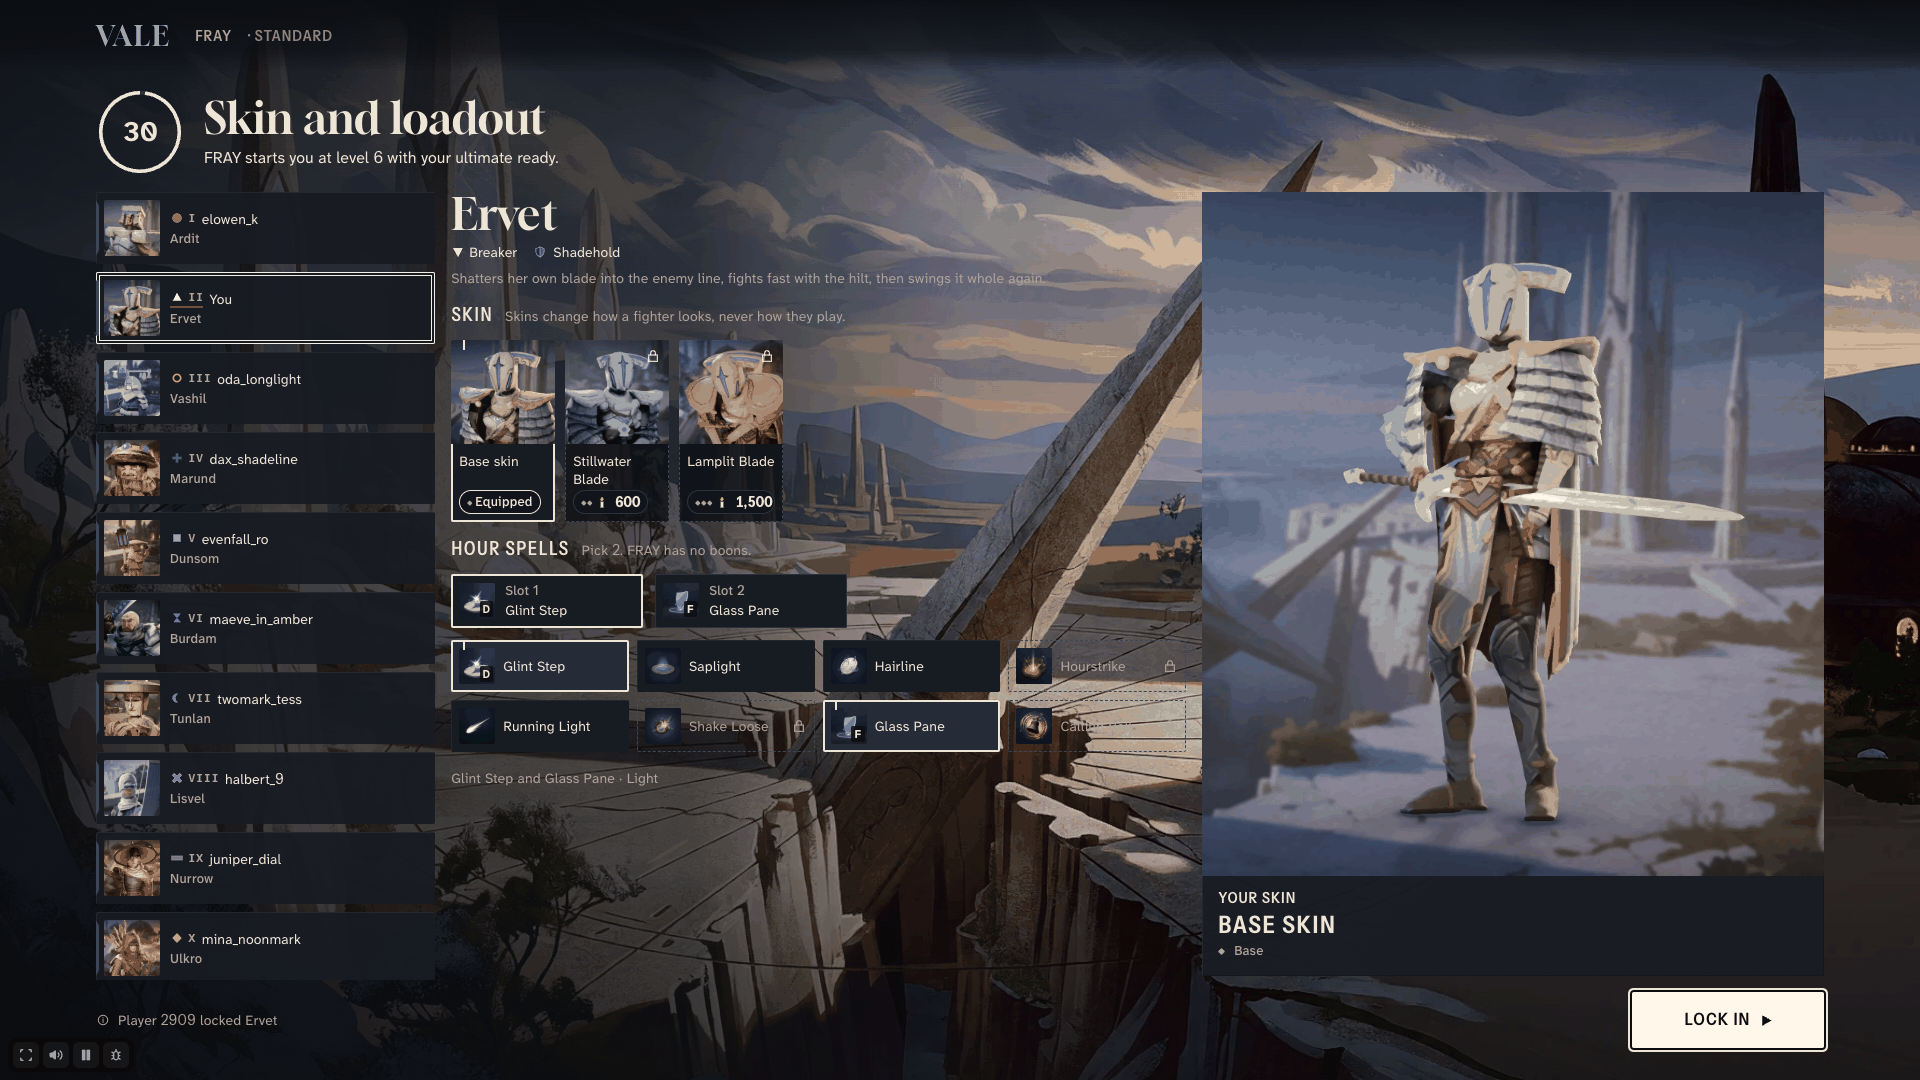 VALE FRAY · STANDARD
30
Skin and loadout
FRAY starts you at level 6 with your ultimate ready.
I elowen_k
Ardit
II You
Ervet
III oda_longlight
Vashil
IV dax_shadeline
Marund
V evenfall_ro
Dunsom
VI maeve_in_amber
Burdam
VII twomark_tess
Tunlan
VIII halbert_9
Lisvel
IX juniper_dial
Nurrow
X mina_noonmark
Ulkro
Player 2909 locked Ervet
Ervet
Breaker Shadehold
Shatters her own blade into the enemy line, fights fast with the hilt, then swings it whole again.
SKIN Skins change how a fighter looks, never how they play.
Base skin
Equipped
Stillwater
Blade
600
Lamplit Blade
1,500
HOUR SPELLS Pick 2. FRAY has no boons.
Slot 1
Glint Step
D
Slot 2
Glass Pane
F
Glint Step
D
Saplight
Hairline
Hourstrike
Running Light
Shake Loose
Glass Pane
F
Glint Step and Glass Pane · Light
YOUR SKIN
BASE SKIN
Base
LOCK IN